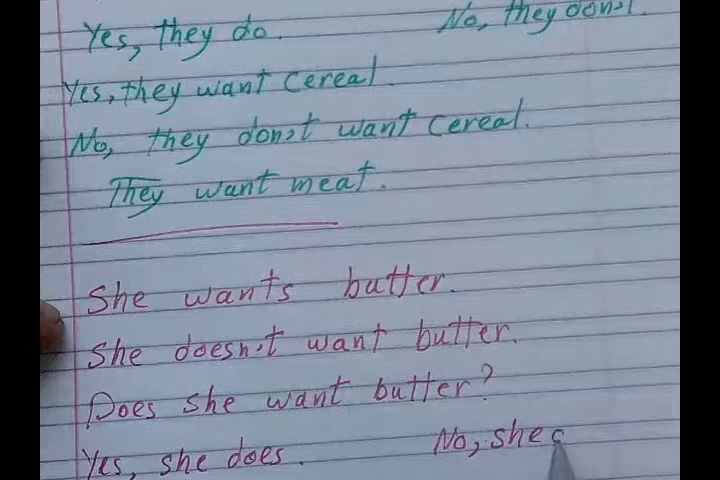 Yes, they do. No, they don't.
Yes, they want cereal
No, they don't want cereal.
They want meat.
She wants butter.
She doesn't want butter.
Does she want butter?
Yes, she does. No, she